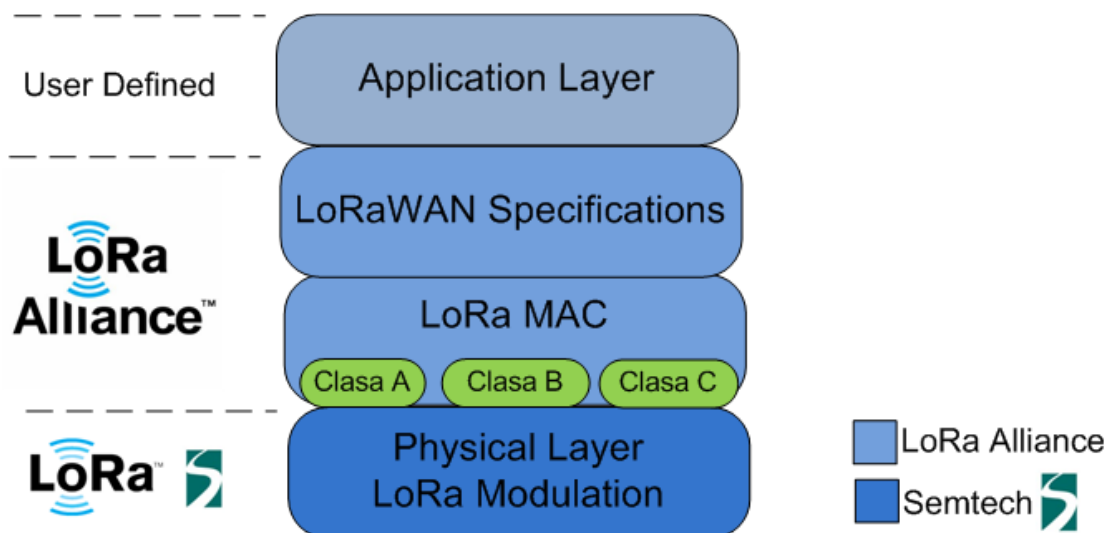 User Defined
Application Layer
LoRaWAN Specifications
LoRa
Alliance™
LoRa MAC
Clasa A
Clasa B
Clasa C
LoRa™
Physical Layer
LoRa Modulation
LoRa Alliance
Semtech